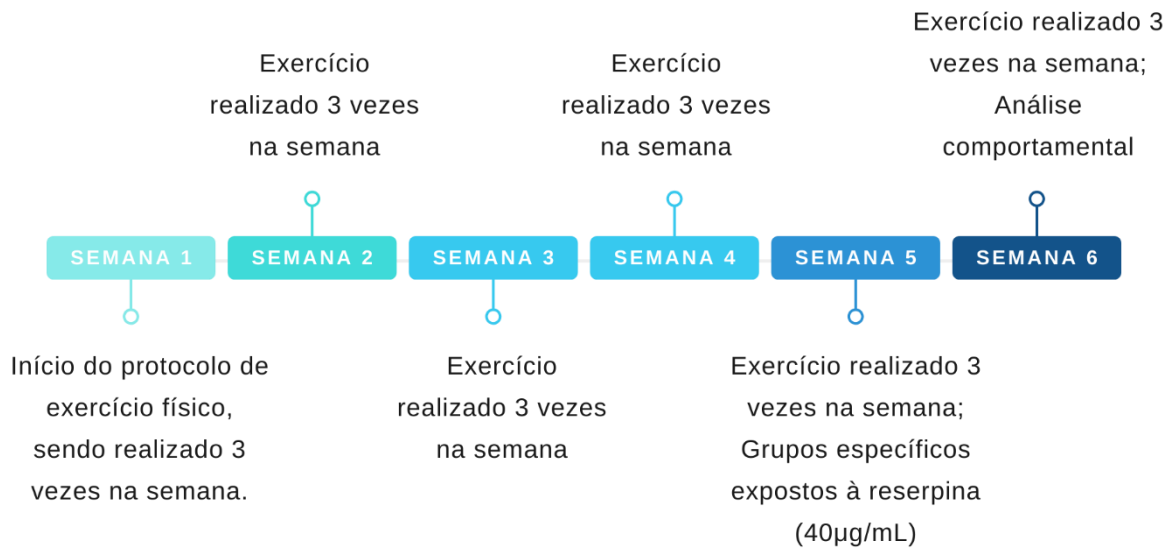 Exercício realizado 3
vezes na semana;
Análise
comportamental
Exercício
realizado 3 vezes
na semana
Exercício
realizado 3 vezes
na semana
SEMANA 1
SEMANA 2
SEMANA 3
SEMANA 4
SEMANA 5
SEMANA 6
Início do protocolo de
exercício físico,
sendo realizado 3
vezes na semana.
Exercício
realizado 3 vezes
na semana
Exercício realizado 3
vezes na semana;
Grupos específicos
expostos à reserpina
(40µg/mL)